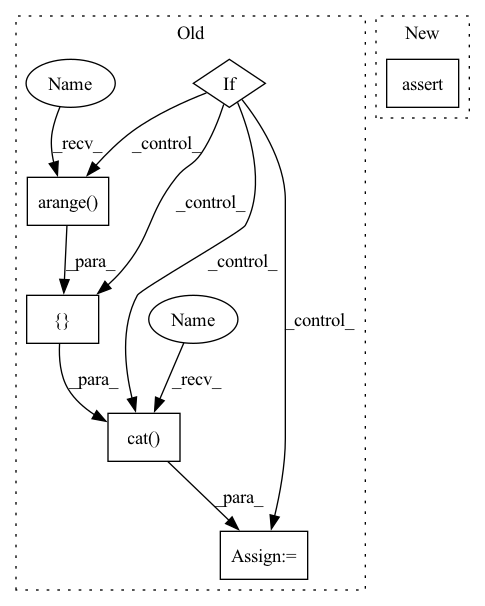 Old
New
Name
If
assert
_recv_
_control_
arange()
_control_
_para_
_control_
{}
Name
_control_
_para_
_recv_
cat()
_para_
Assign:=